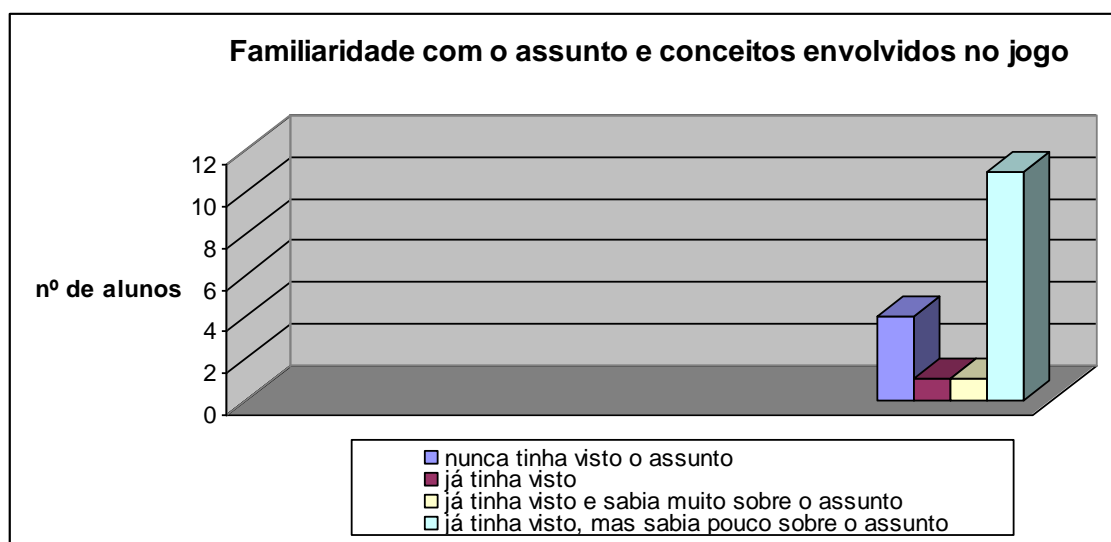 Familiaridade com o assunto e conceitos envolvidos no jogo
12
10
8
6
4
2
0
nº de alunos
nunca tinha visto o assunto
já tinha visto
já tinha visto e sabia muito sobre o assunto
já tinha visto, mas sabia pouco sobre o assunto